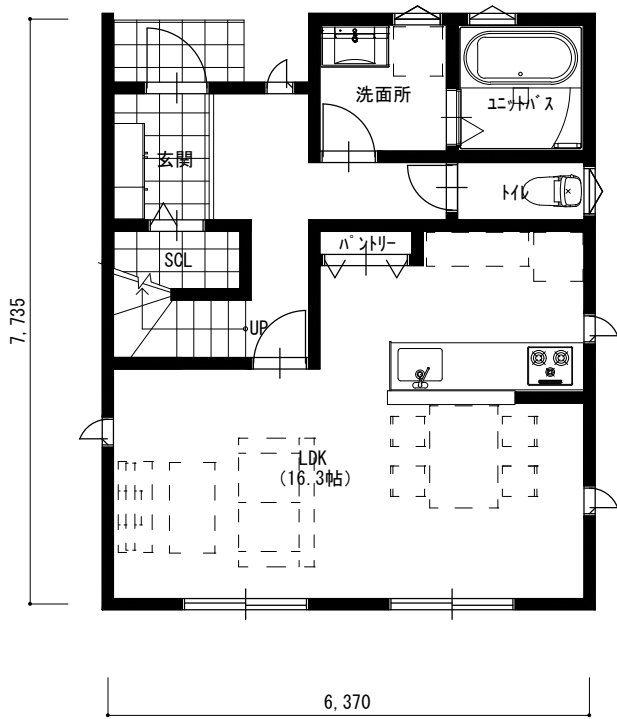 洗面所
ユニットバス
玄関
トイレ
パントリー
SCL
UP
7,735
LDK
(16.3帖)
6,370